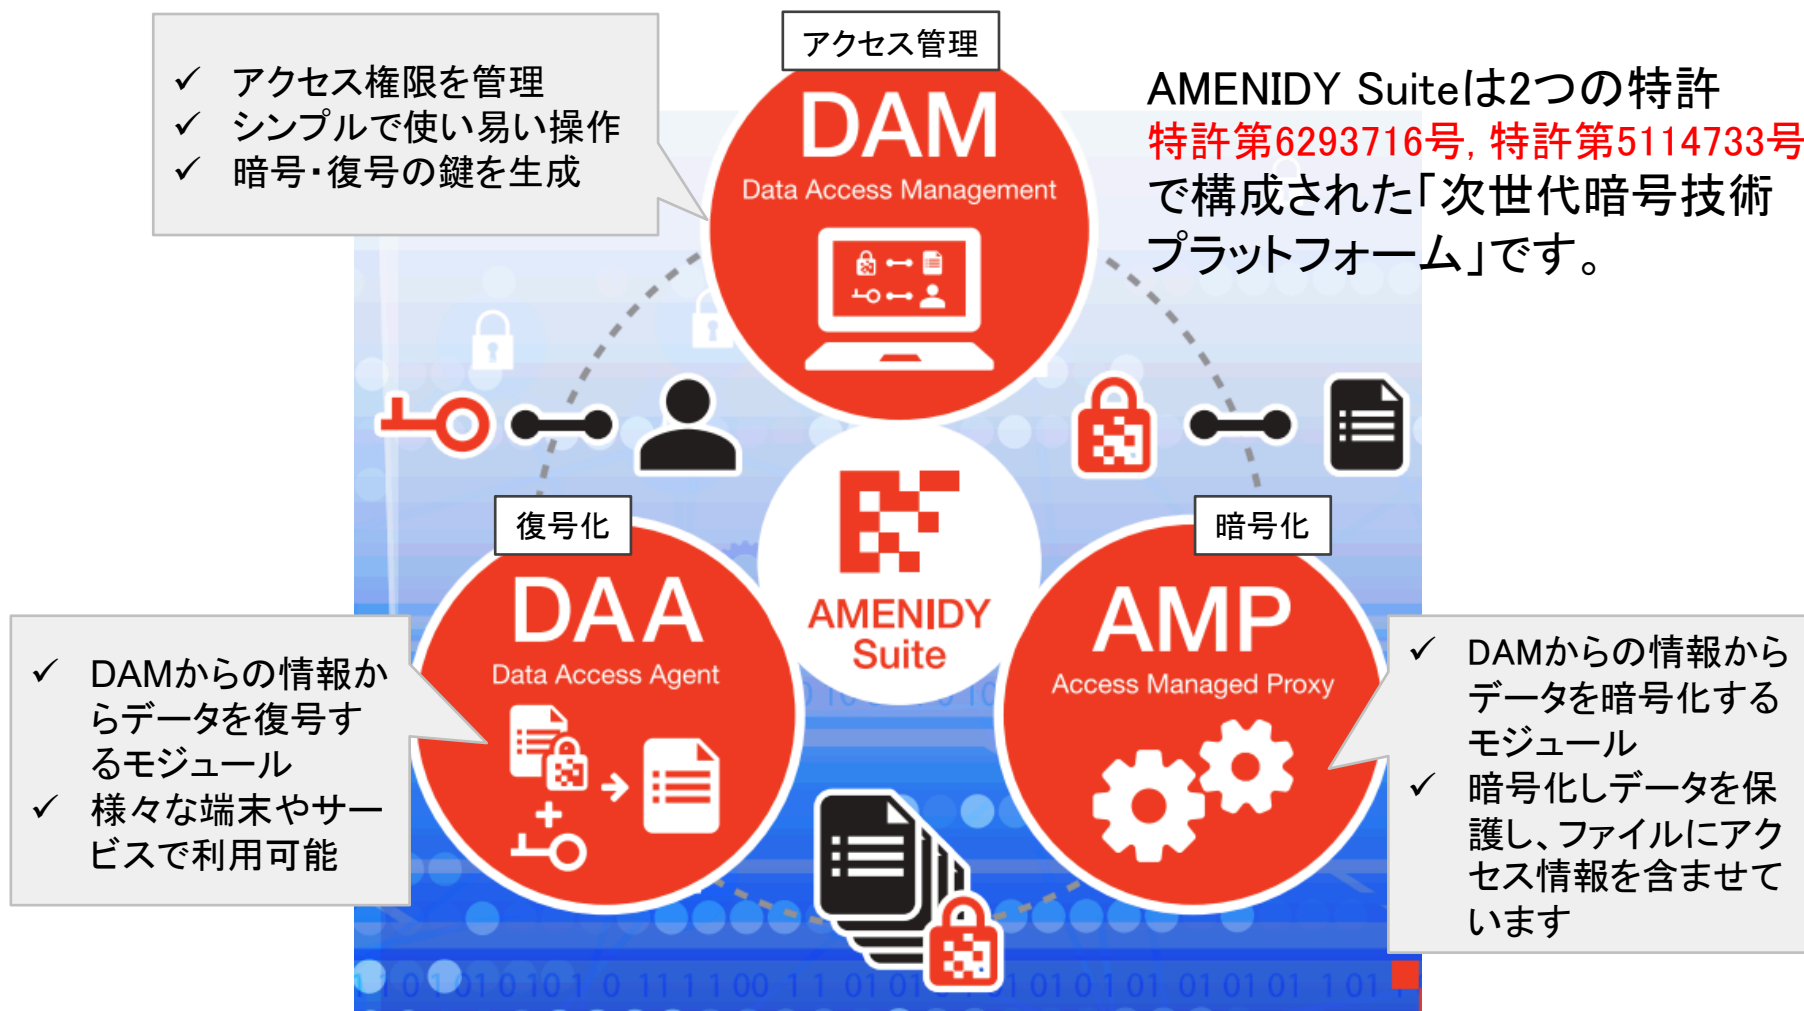 アクセス管理
✓ アクセス権限を管理
✓ シンプルで使い易い操作
✓ 暗号・復号の鍵を生成
DAM
Data Access Management
AMENIDY Suiteは2つの特許
特許第6293716号, 特許第5114733号
で構成された「次世代暗号技術
プラットフォーム」です。
復号化
DAA
Data Access Agent
AMENIDY
Suite
暗号化
AMP
Access Managed Proxy
✓ DAMからの情報か
らデータを復号す
るモジュール
✓ 様々な端末やサー
ビスで利用可能
✓ DAMからの情報から
データを暗号化する
モジュール
✓ 暗号化しデータを保
護し、ファイルにアク
セス情報を含ませて
います